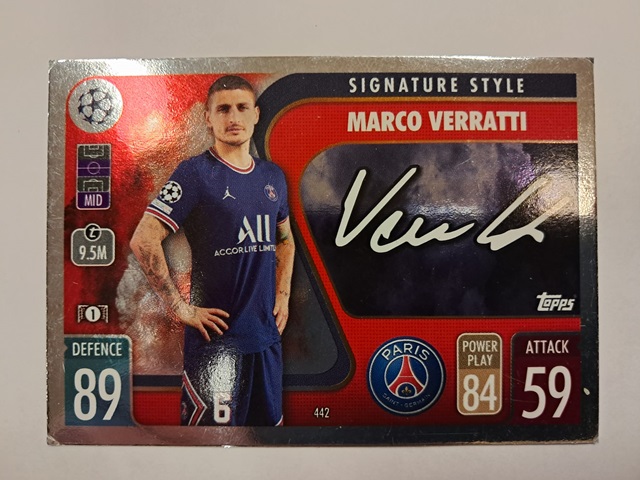 SIGNATURE STYLE
MARCO VERRATTI
MID
9.5M
1
ALL
ACCORLIVE LIMITL
6
Topps
DEFENCE
89
442
PARIS
SAINT-GERMAIN
POWER
PLAY
84
ATTACK
59